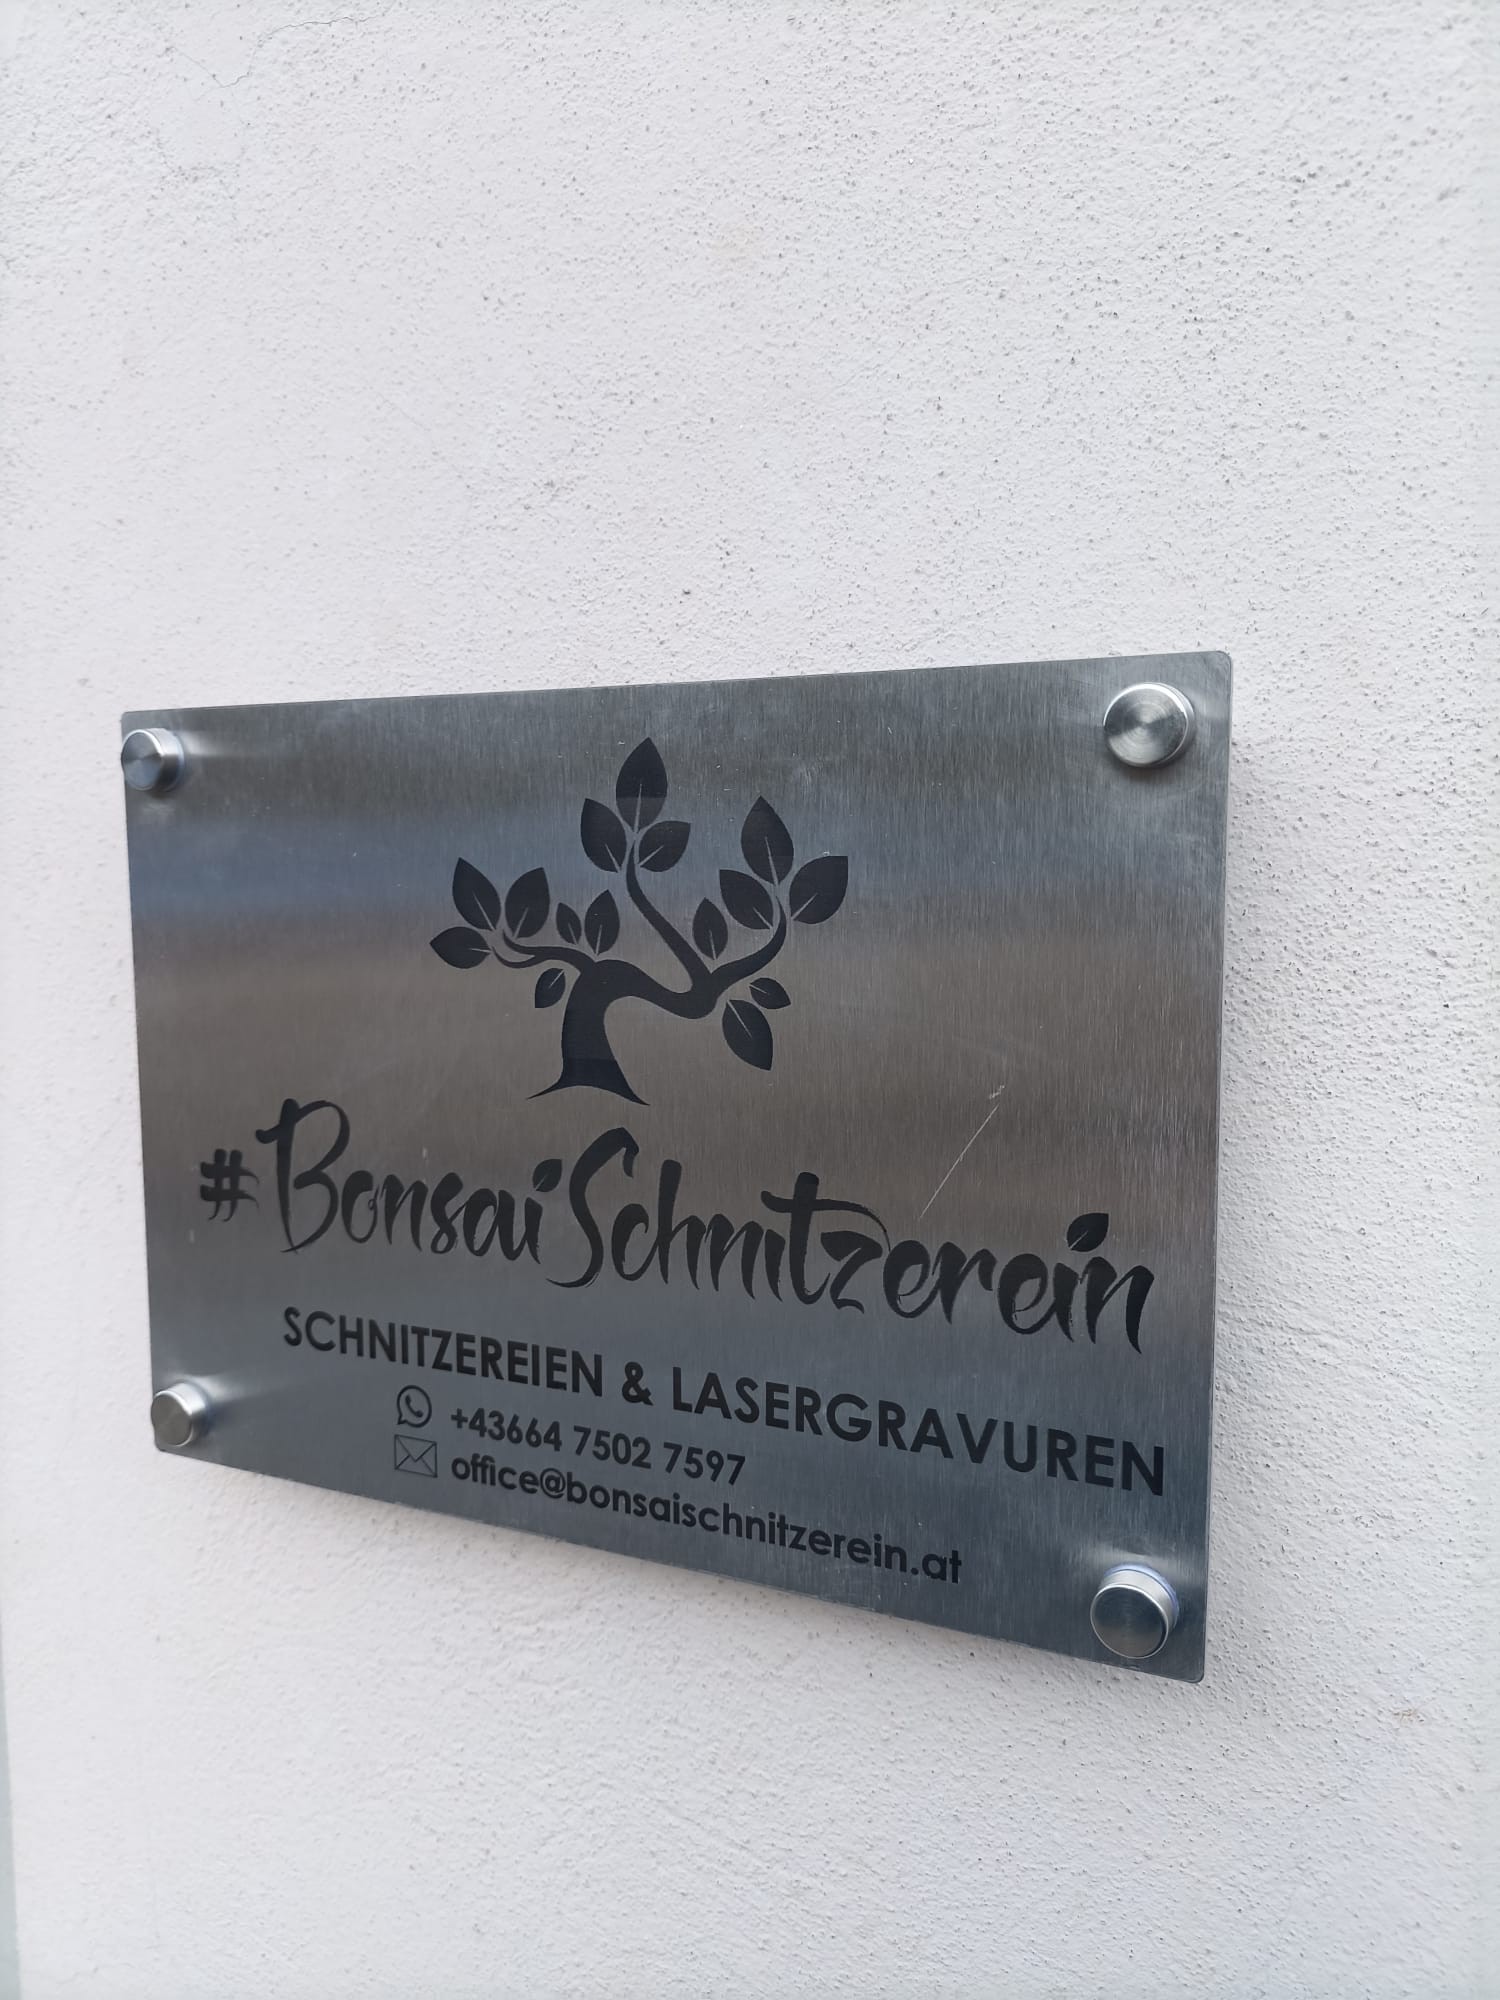 #BonsaiSchnitzerein
SCHNITZEREIEN & LASERGRAVUREN
+43664 7502 7597
office@bonsaischnitzerein.at